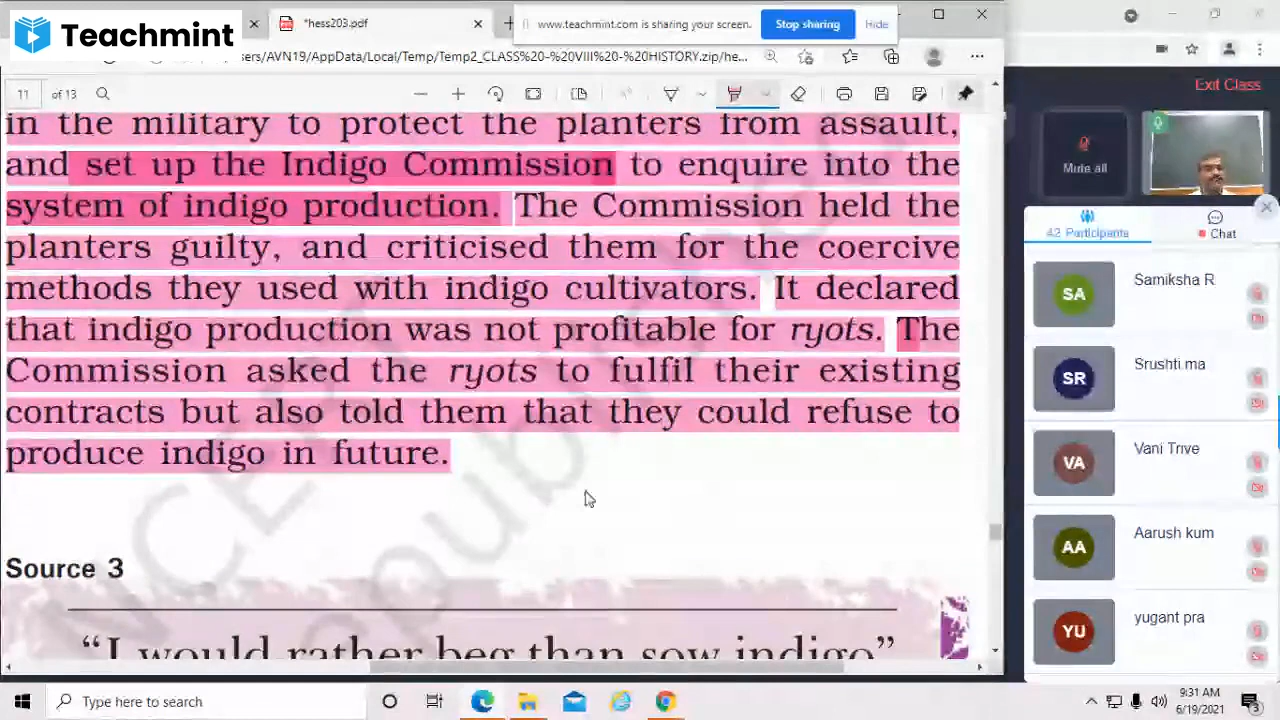 Teachmint
*hess203.pdf
www.teachmint.com is sharing your screen.
Stop sharing
Hide
ers/AVN19/AppData/Local/Temp/Temp2_CLASS%20-%20VIII%20-%20HISTORY.zip/he...
11 of 13
Exit Class
in the military to protect the planters from assault,
and set up the Indigo Commission to enquire into the
system of indigo production. The Commission held the
planters guilty, and criticised them for the coercive
methods they used with indigo cultivators. It declared
that indigo production was not profitable for ryots. The
Commission asked the ryots to fulfil their existing
contracts but also told them that they could refuse to
produce indigo in future.
Source 3
“I would rather beg than sow indigo”
Mute all
42 Participants
Chat
SA Samiksha R
SR Srushti ma
VA Vani Trive
AA Aarush kum
YU yugant pra
Type here to search
9:31 AM
6/19/2021
3